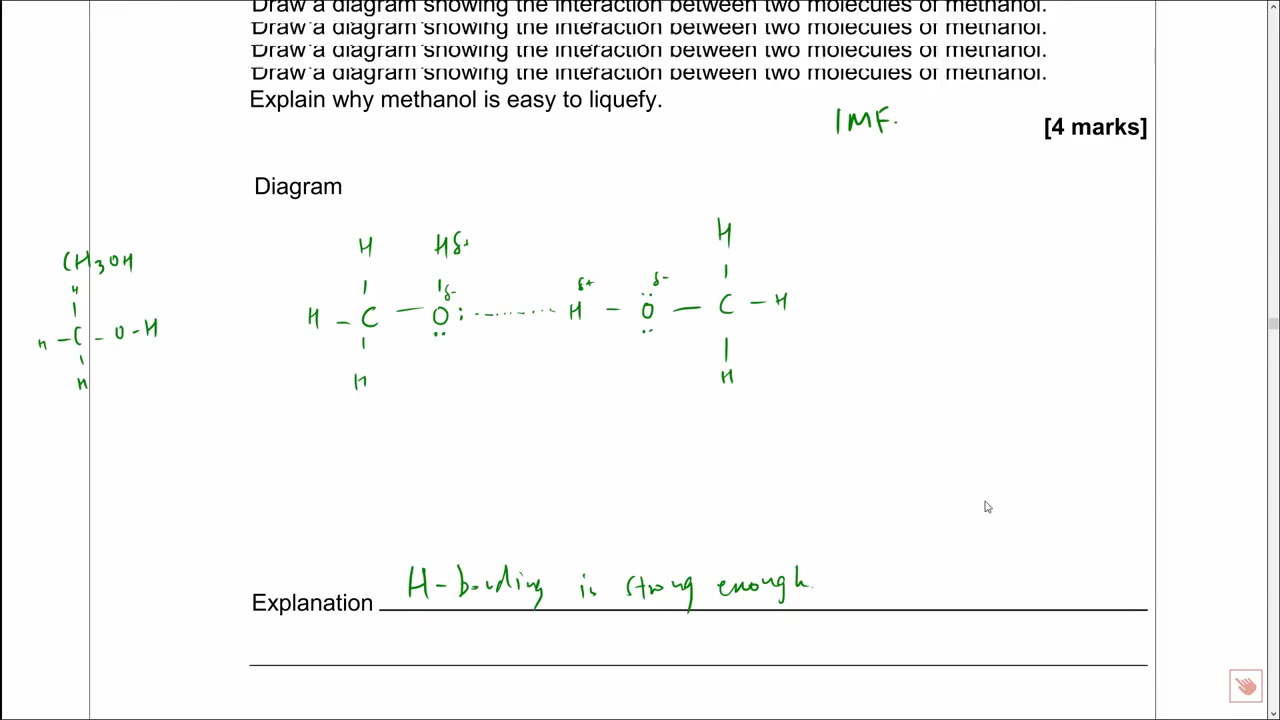 Draw a diagram showing the interaction between two molecules of methanol.
Draw a diagram showing the interaction between two molecules of methanol.
Draw a diagram showing the interaction between two molecules of methanol.
Draw a diagram showing the interaction between two molecules of methanol.
Explain why methanol is easy to liquefy.
IMF.
[4 marks]
Diagram
CH3OH
H
H – C – O – H
H
H Hδ+ H
δ- δ+ δ-
H – C – O : ········ H – O – C – H
H H
H-bonding is strong enough.
Explanation